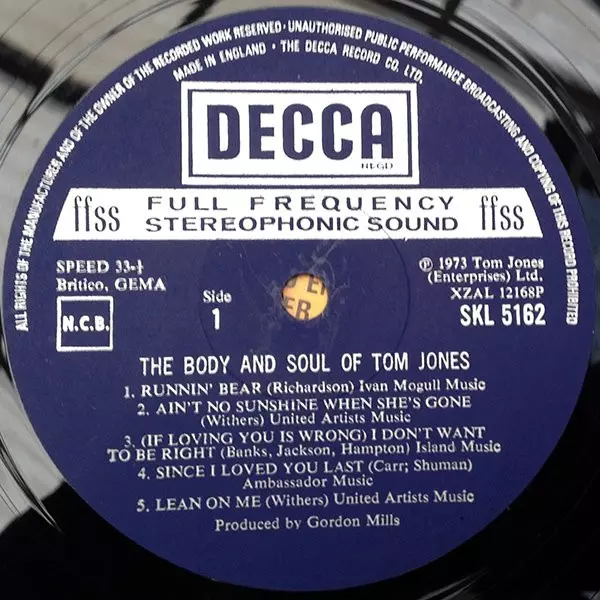 ALL RIGHTS OF THE MANUFACTURER AND OF THE OWNER OF THE RECORDED WORK RESERVED · UNAUTHORISED PUBLIC PERFORMANCE BROADCASTING AND COPYING OF THIS RECORD PROHIBITED
MADE IN ENGLAND · THE DECCA RECORD CO. LTD.
DECCA
REGD
ffss FULL FREQUENCY STEREOPHONIC SOUND ffss
SPEED 33-⅓
Britico, GEMA
N.C.B.
Side
1
℗ 1973 Tom Jones
(Enterprises) Ltd.
XZAL 12168P
SKL 5162
ER
THE BODY AND SOUL OF TOM JONES
1. RUNNIN' BEAR (Richardson) Ivan Mogull Music
2. AIN'T NO SUNSHINE WHEN SHE'S GONE
(Withers) United Artists Music
3. (IF LOVING YOU IS WRONG) I DON'T WANT
TO BE RIGHT (Banks, Jackson, Hampton) Island Music
4. SINCE I LOVED YOU LAST (Carr; Shuman)
Ambassador Music
5. LEAN ON ME (Withers) United Artists Music
Produced by Gordon Mills